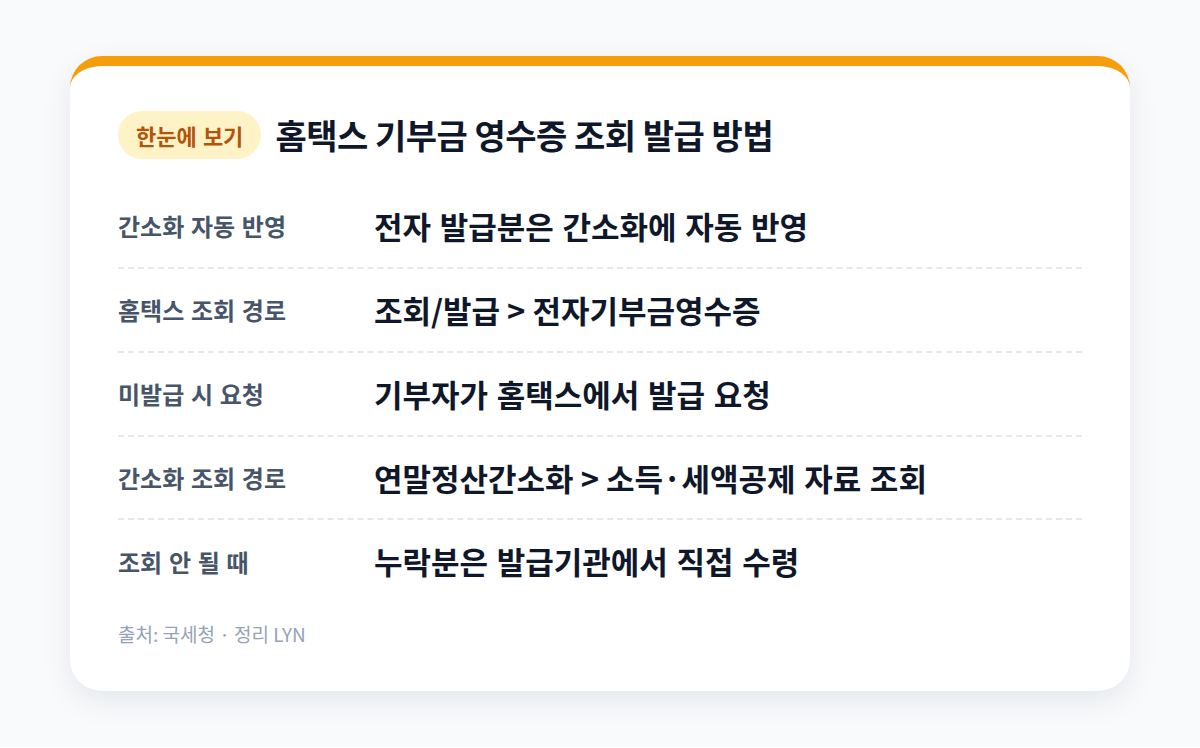 한눈에 보기 홈택스 기부금 영수증 조회 발급 방법
간소화 자동 반영 전자 발급분은 간소화에 자동 반영
홈택스 조회 경로 조회/발급 > 전자기부금영수증
미발급 시 요청 기부자가 홈택스에서 발급 요청
간소화 조회 경로 연말정산간소화 > 소득·세액공제 자료 조회
조회 안 될 때 누락분은 발급기관에서 직접 수령
출처: 국세청 · 정리 LYN